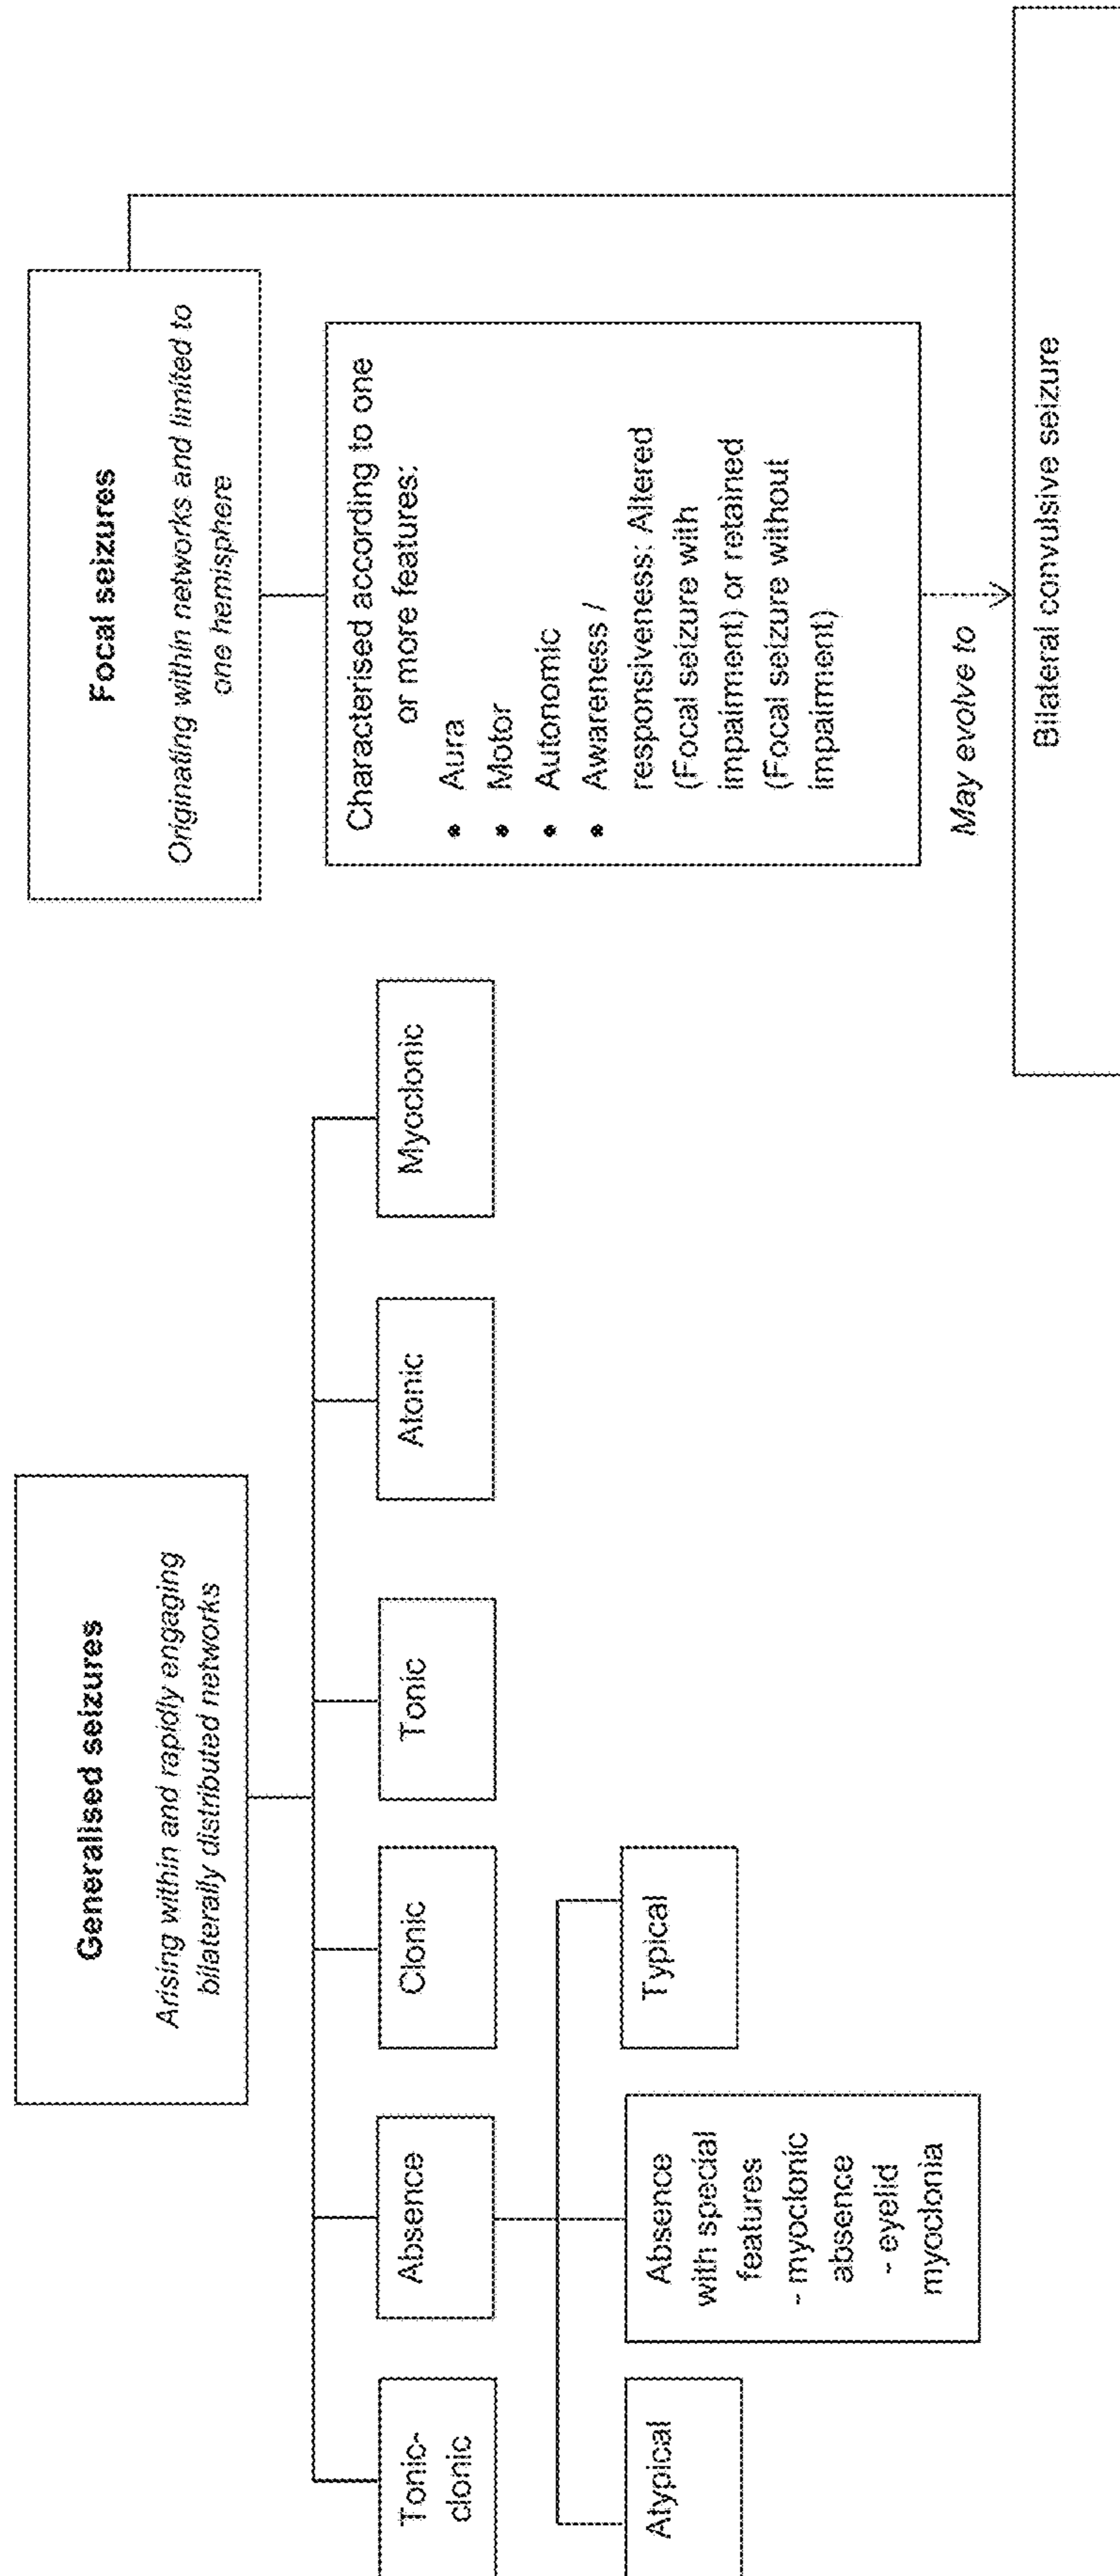 Generalised seizures
Arising within and rapidly engaging
bilaterally distributed networks
Tonic-
clonic
Absence
Clonic
Tonic
Atonic
Myoclonic
Atypical
Absence
with special
features
- myoclonic
absence
- eyelid
myoclonia
Typical
Focal seizures
Originating within networks and limited to
one hemisphere
Characterised according to one
or more features:
• Aura
• Motor
• Autonomic
• Awareness /
responsiveness: Altered
(Focal seizure with
impairment) or retained
(Focal seizure without
impairment)
May evolve to
Bilateral convulsive seizure